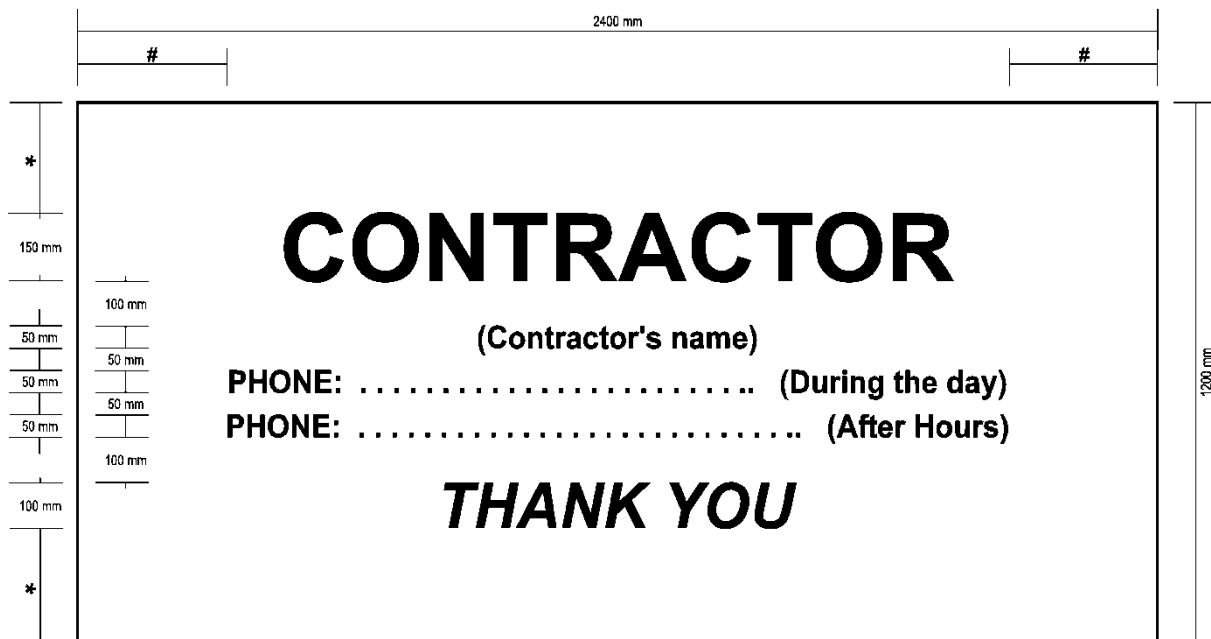 2400 mm
# #
*
150 mm
CONTRACTOR
100 mm
50 mm
(Contractor's name)
50 mm
1200 mm
50 mm
PHONE: . . . . . . . . . . . . . . . . . . . . . . . .. (During the day)
50 mm
50 mm
PHONE: . . . . . . . . . . . . . . . . . . . . . . . . . . .. (After Hours)
100 mm
100 mm
THANK YOU
*